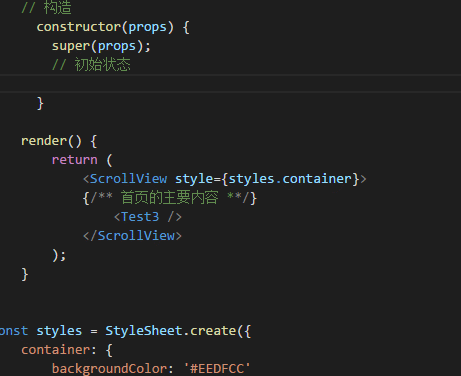 // 构造
constructor(props) {
super(props);
// 初始状态
}
render() {
return (
<ScrollView style={styles.container}>
{/** 首页的主要内容 **/}
<Test3 />
</ScrollView>
);
}
onst styles = StyleSheet.create({
container: {
backgroundColor: '#EEDFCC'